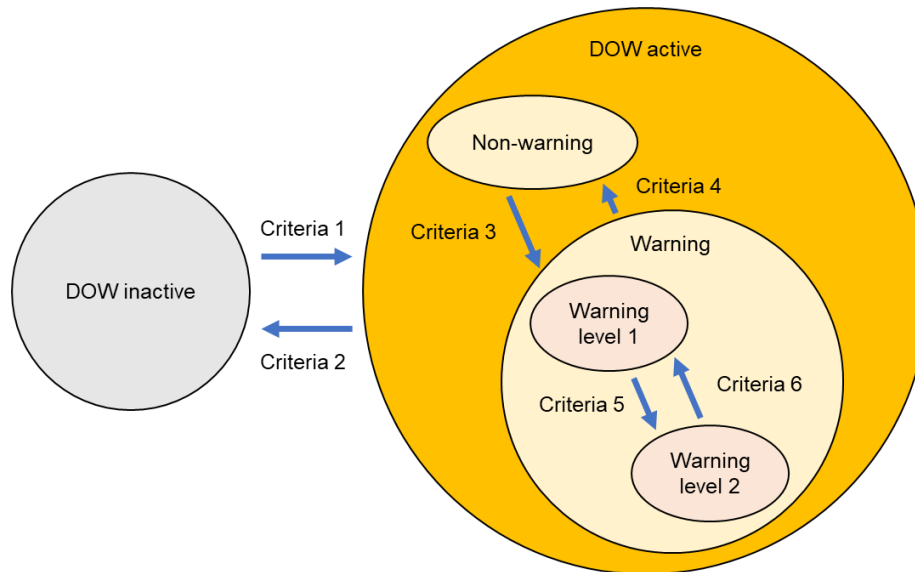 DOW active
Non-warning
Criteria 4
Criteria 1
Criteria 3
Warning
DOW inactive
Warning
level 1
Criteria 2
Criteria 6
Criteria 5
Warning
level 2